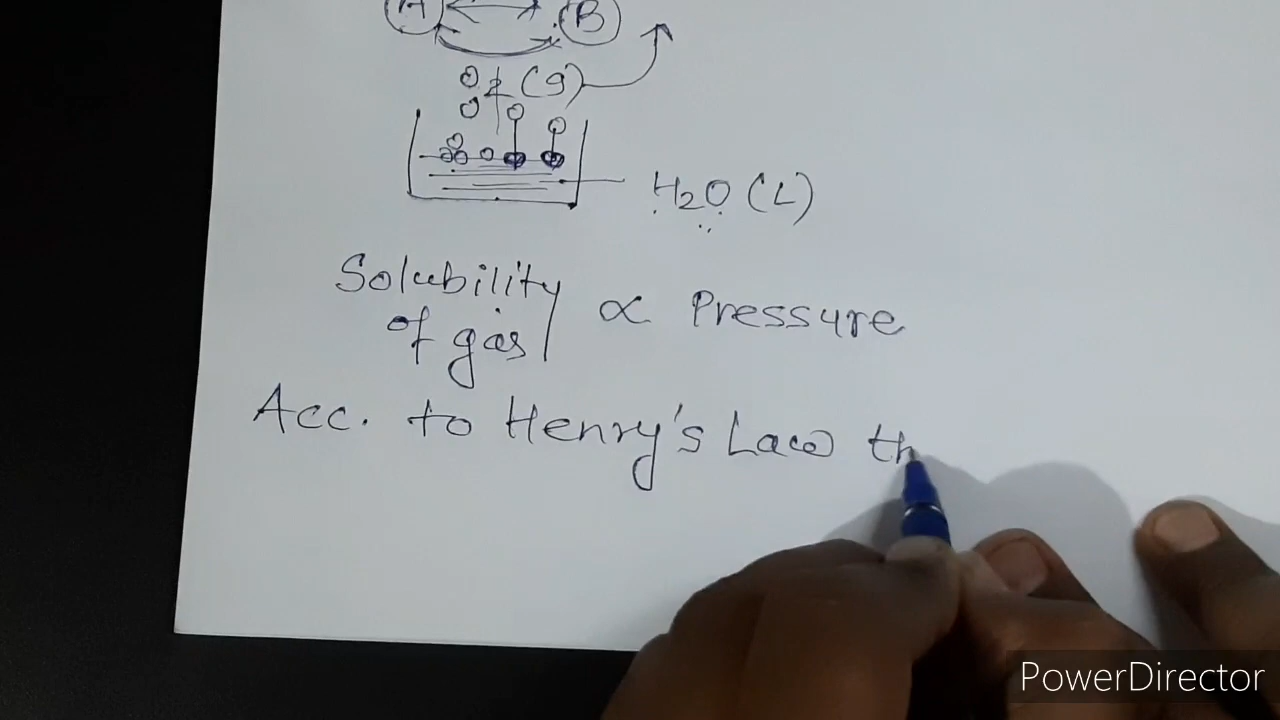 A B
O2 (g)
H2O (L)
Solubility
of gas ∝ Pressure
Acc. to Henry's Law th
PowerDirector